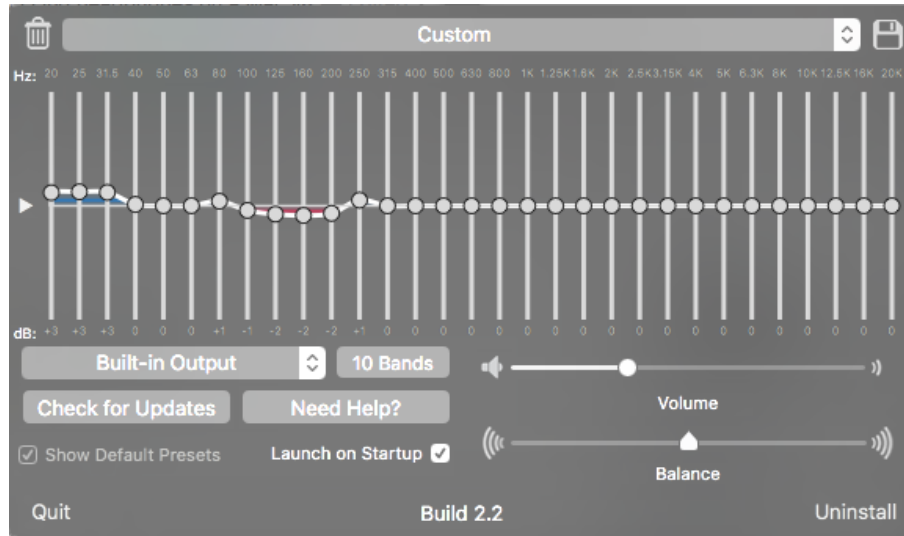 Custom
Hz: 20 25 31.5 40 50 63 80 100 125 160 200 250 315 400 500 630 800 1K 1.25K 1.6K 2K 2.5K 3.15K 4K 5K 6.3K 8K 10K 12.5K 16K 20K
dB: +3 +3 +3 0 0 0 +1 -1 -2 -2 -2 +1 0 0 0 0 0 0 0 0 0 0 0 0 0 0 0 0 0 0 0
Built-in Output 10 Bands
Volume
Check for Updates Need Help?
Show Default Presets Launch on Startup
Balance
Quit Build 2.2 Uninstall